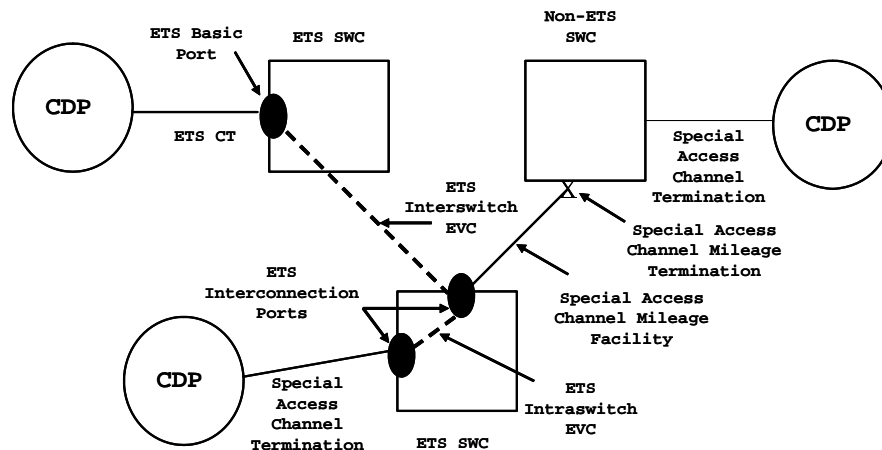 Non-ETS
SWC
ETS Basic
Port
ETS SWC
CDP
ETS CT
CDP
Special
Access
Channel
Termination
ETS
Interswitch
EVC
X
Special Access
Channel Mileage
Termination
ETS
Interconnection
Ports
Special Access
Channel Mileage
Facility
CDP
Special
Access
Channel
Termination
ETS
Intraswitch
EVC
ETS SWC